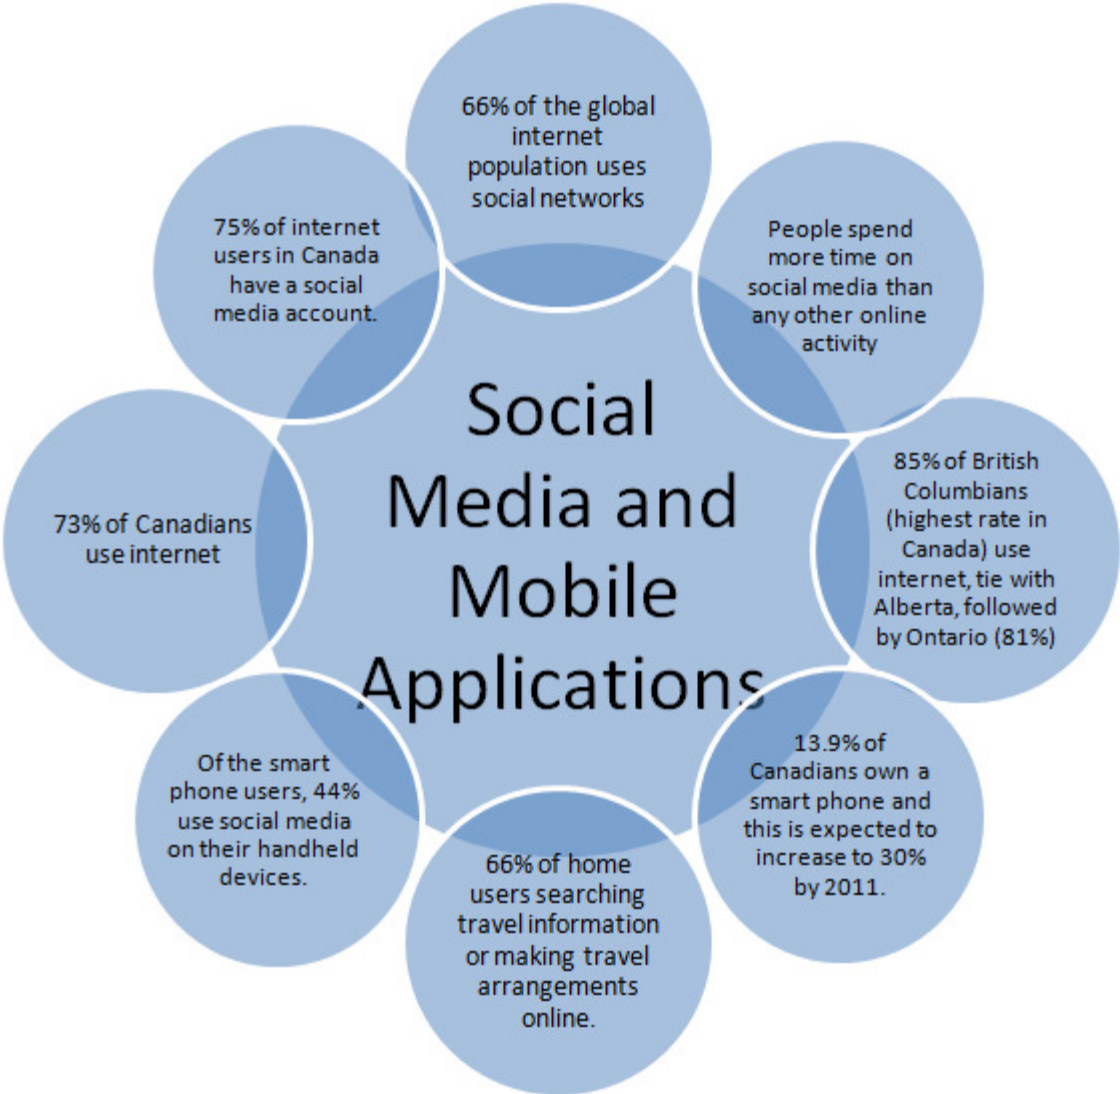 66% of the global
internet
population uses
social networks
People spend
more time on
social media than
any other online
activity
85% of British
Columbians
(highest rate in
Canada) use
internet, tie with
Alberta, followed
by Ontario (81%)
13.9% of
Canadians own a
smart phone and
this is expected to
increase to 30%
by 2011.
66% of home
users searching
travel information
or making travel
arrangements
online.
Of the smart
phone users, 44%
use social media
on their handheld
devices.
73% of Canadians
use internet
75% of internet
users in Canada
have a social
media account.
Social
Media and
Mobile
Applications